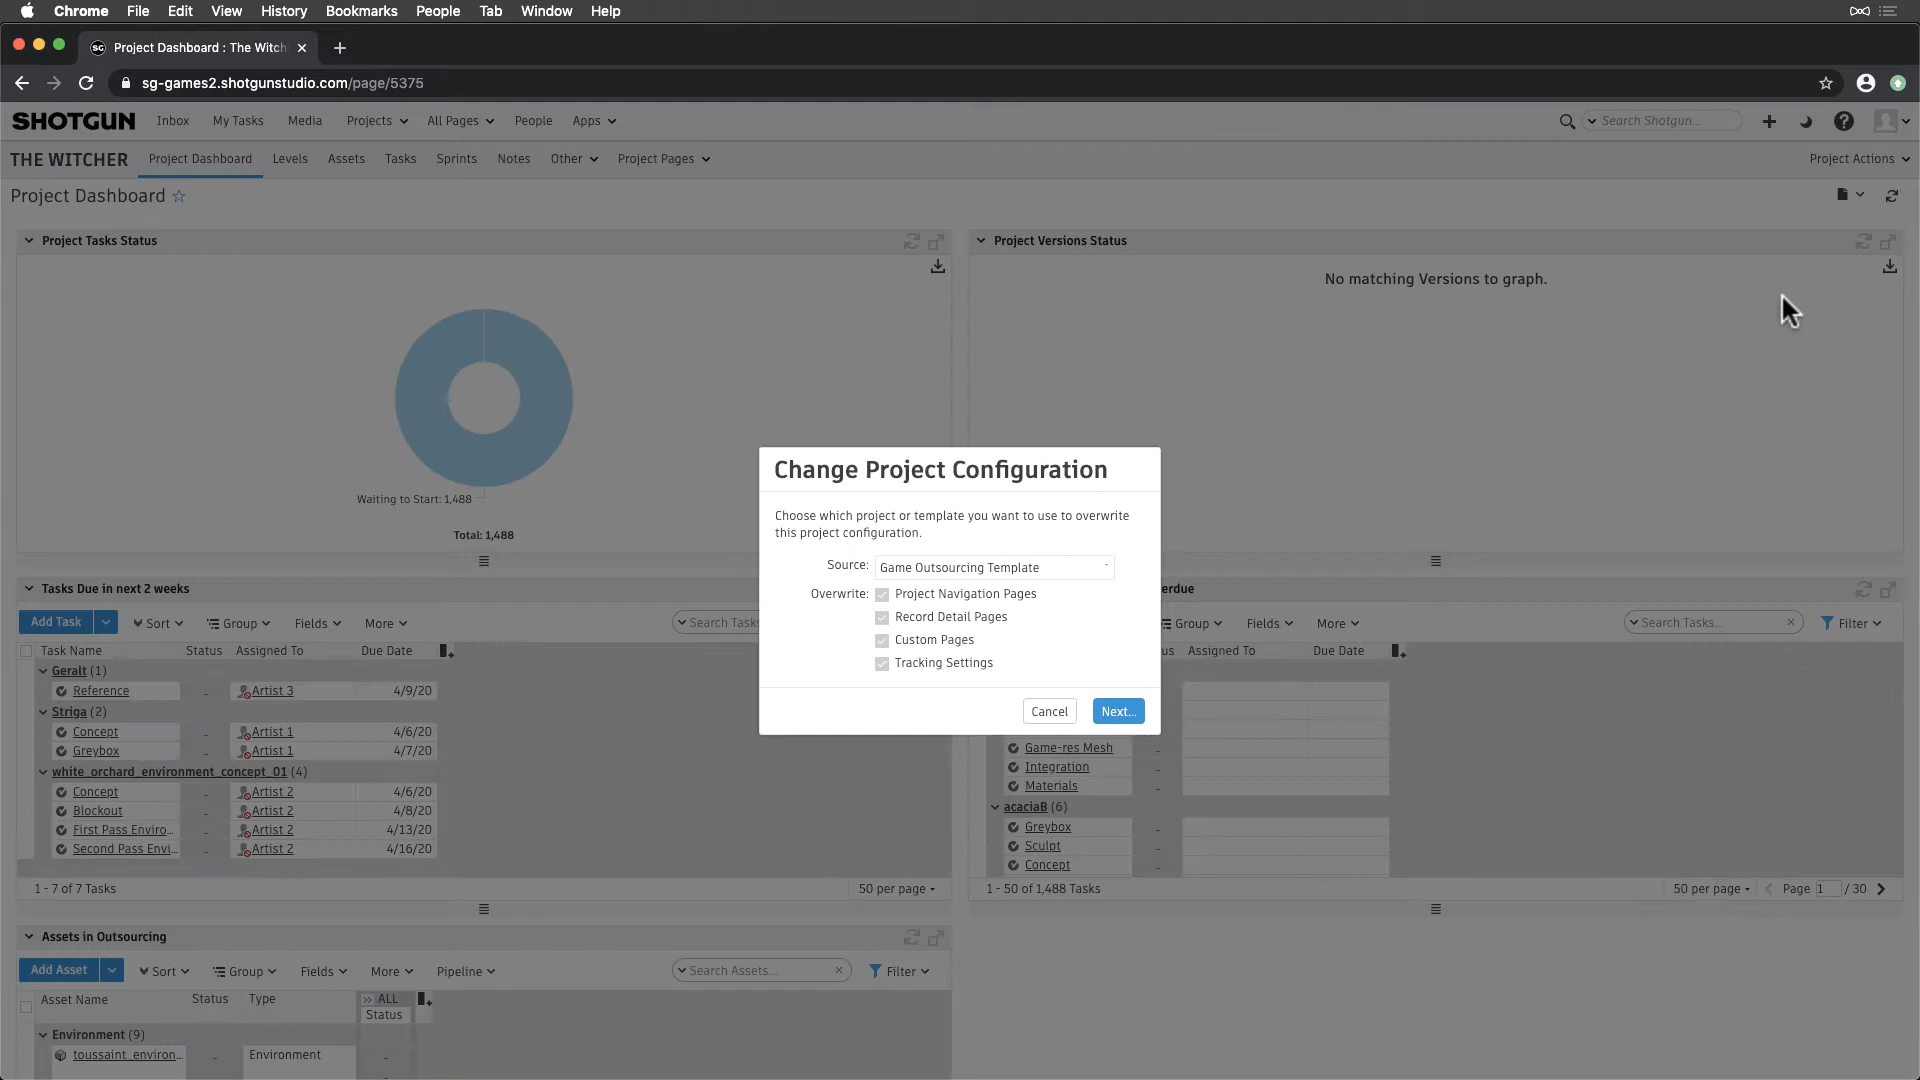 Chrome File Edit View History Bookmarks People Tab Window Help
Project Dashboard : The Witch
sg-games2.shotgunstudio.com/page/5375
SHOTGUN Inbox My Tasks Media Projects All Pages People Apps Search Shotgun...
THE WITCHER Project Dashboard Levels Assets Tasks Sprints Notes Other Project Pages Project Actions
Project Dashboard
Project Tasks Status
Project Versions Status
No matching Versions to graph.
Waiting to Start: 1,488
Total: 1,488
Change Project Configuration
Choose which project or template you want to use to overwrite
this project configuration.
Source: Game Outsourcing Template
Overwrite: Project Navigation Pages
Record Detail Pages
Custom Pages
Tracking Settings
Cancel Next...
Tasks Due in next 2 weeks
Add Task Sort Group Fields More Search Tasks
Task Name Status Assigned To Due Date
Geralt (1)
Reference - Artist 3 4/9/20
Striga (2)
Concept - Artist 1 4/6/20
Greybox - Artist 1 4/7/20
white_orchard_environment_concept_01 (4)
Concept - Artist 2 4/6/20
Blockout - Artist 2 4/8/20
First Pass Enviro... - Artist 2 4/13/20
Second Pass Envi... - Artist 2 4/16/20
1 - 7 of 7 Tasks 50 per page
erdue
Group Fields More Search Tasks... Filter
us Assigned To Due Date
Game-res Mesh -
Integration -
Materials -
acaciaB (6)
Greybox -
Sculpt -
Concept -
1 - 50 of 1,488 Tasks 50 per page Page 1 / 30
Assets in Outsourcing
Add Asset Sort Group Fields More Pipeline Search Assets... Filter
Asset Name Status Type ALL
Status
Environment (9)
toussaint_environ... - Environment -